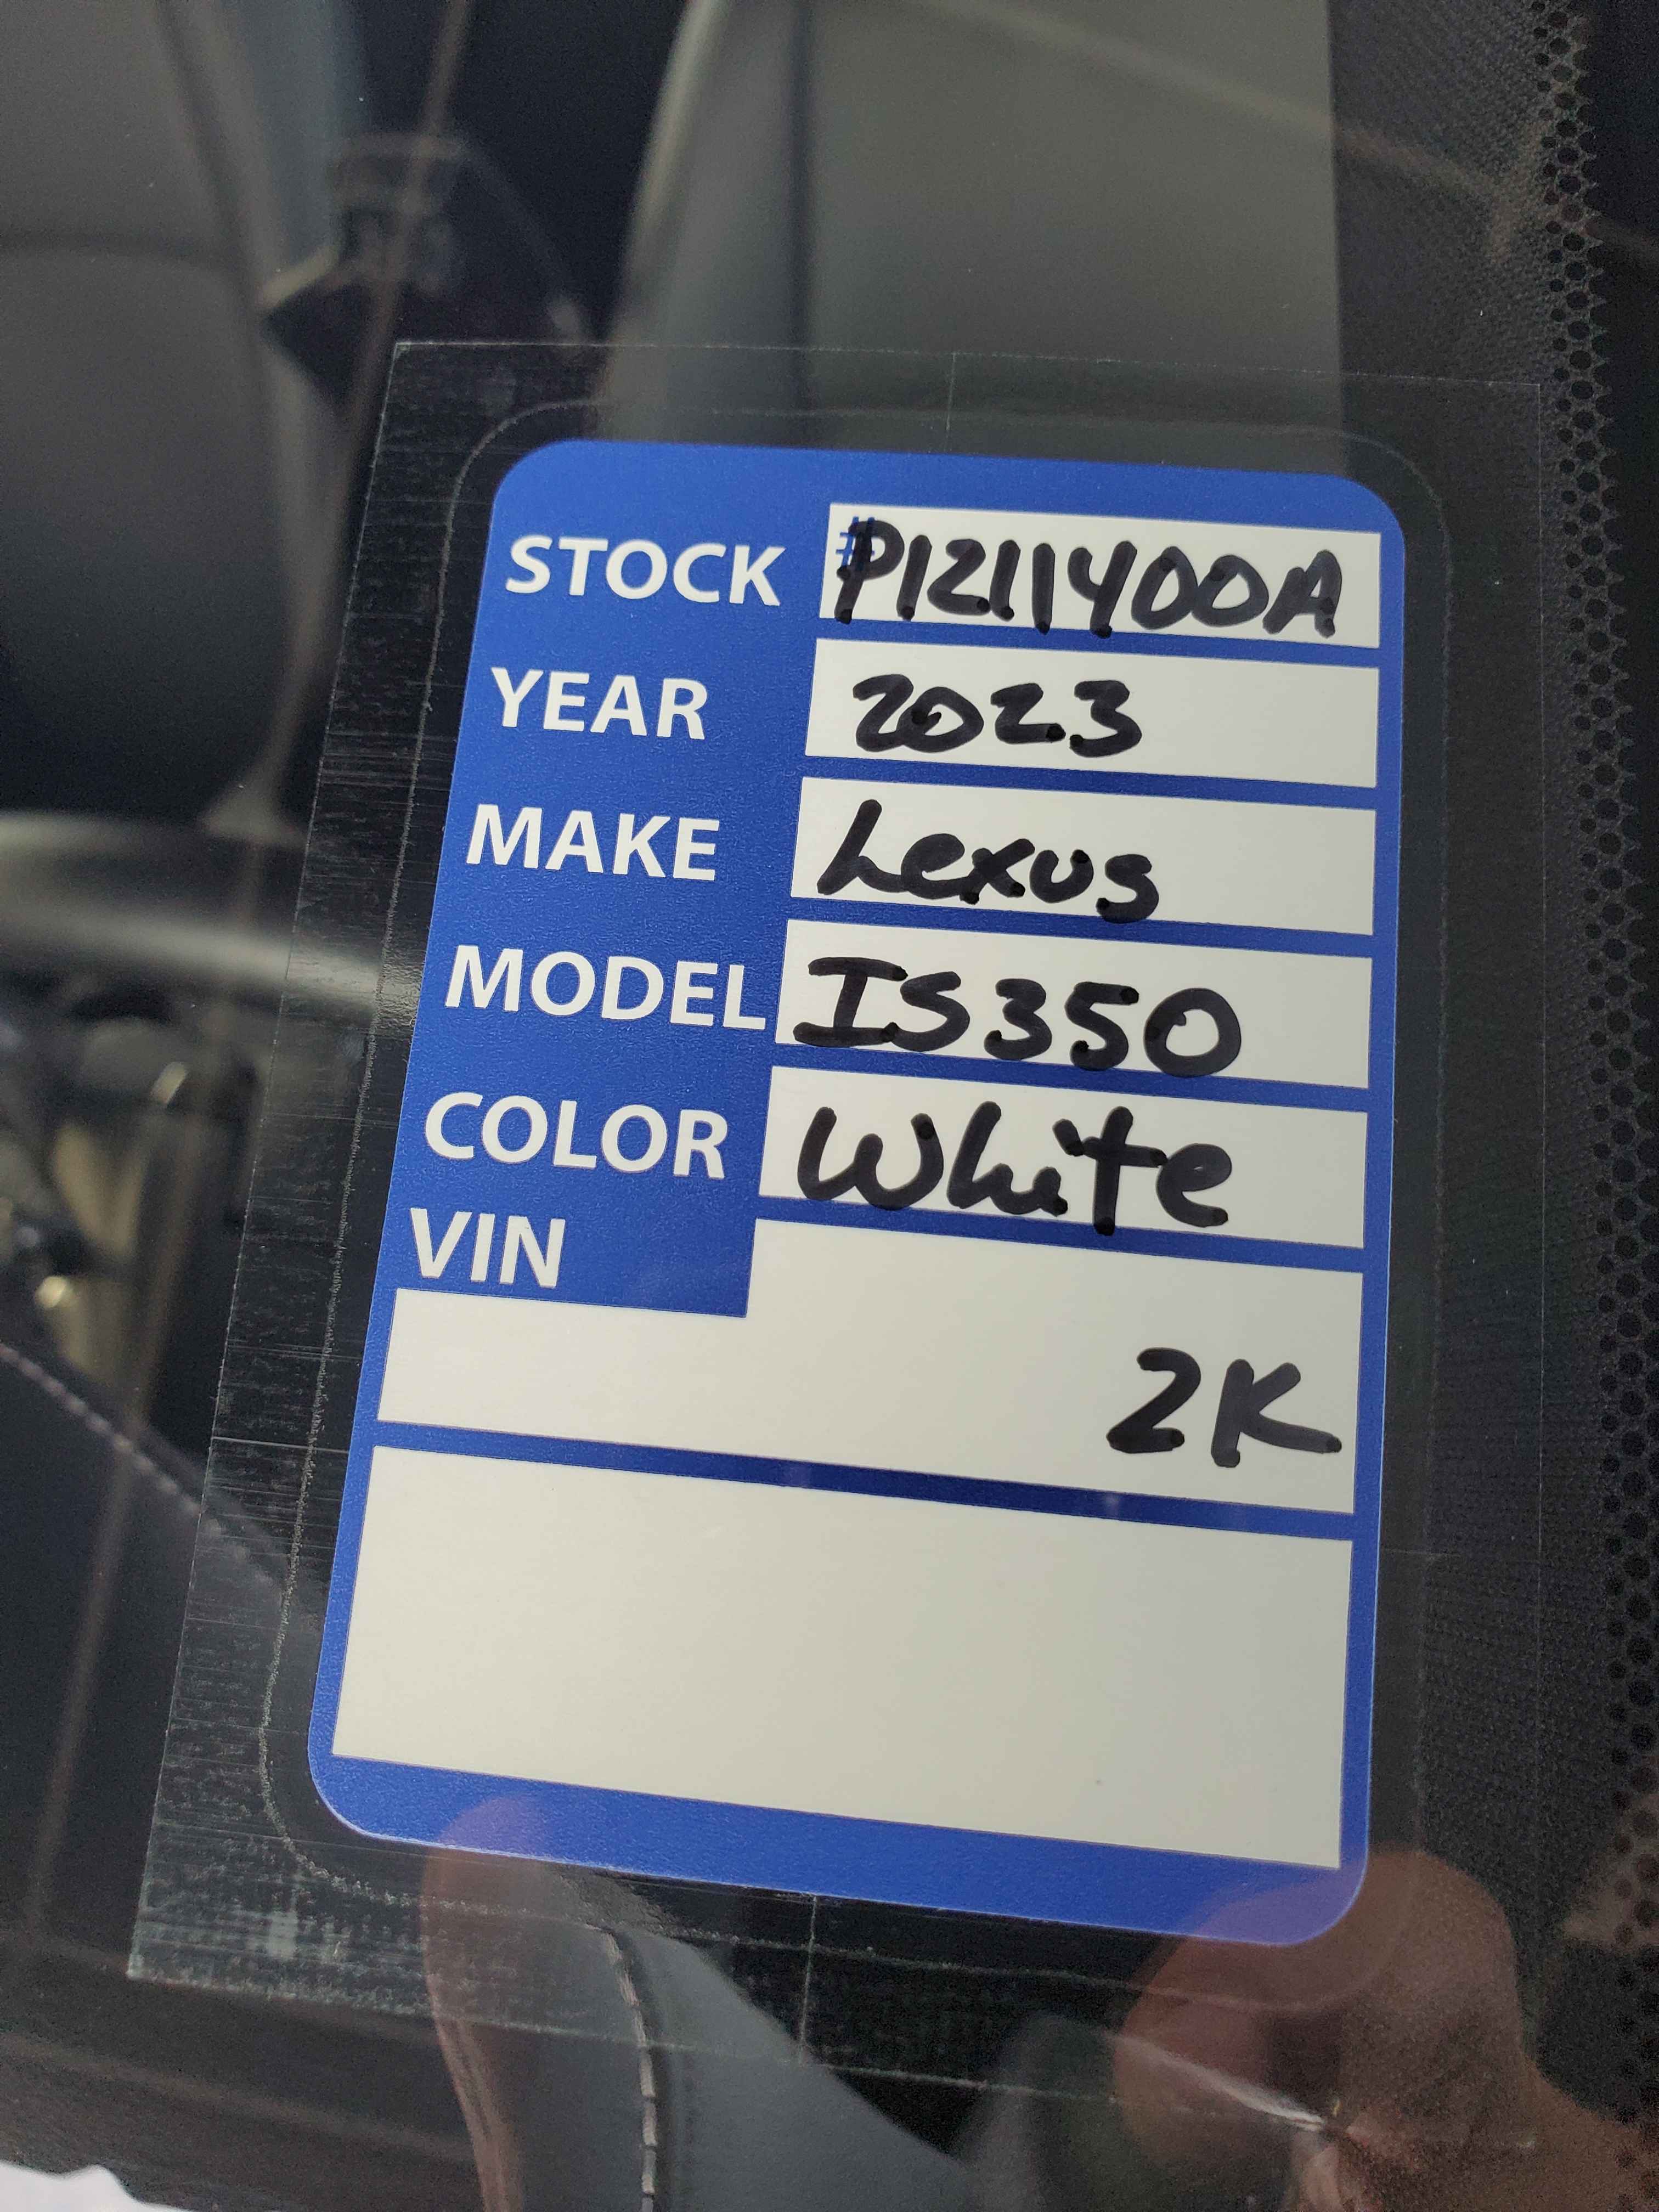 STOCK #P1211400A
YEAR 2023
MAKE Lexus
MODEL IS350
COLOR White
VIN
2K